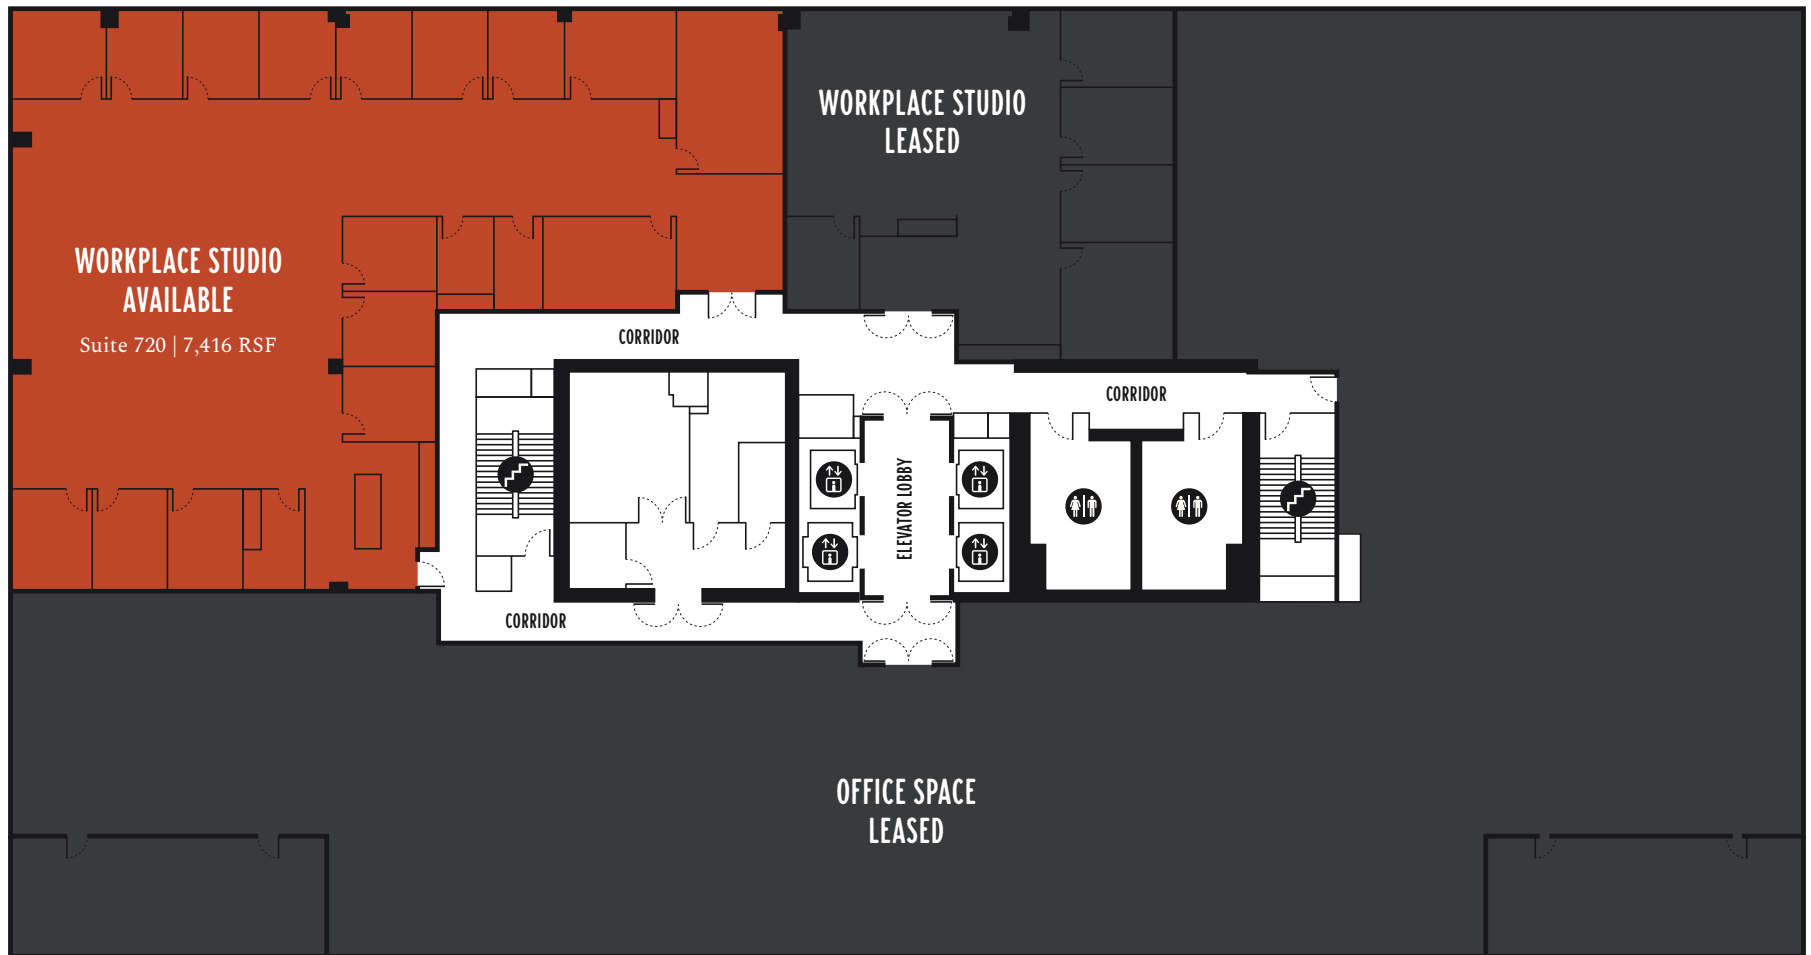 WORKPLACE STUDIO
LEASED
WORKPLACE STUDIO
AVAILABLE
Suite 720 | 7,416 RSF
CORRIDOR
CORRIDOR
ELEVATOR LOBBY
CORRIDOR
OFFICE SPACE
LEASED